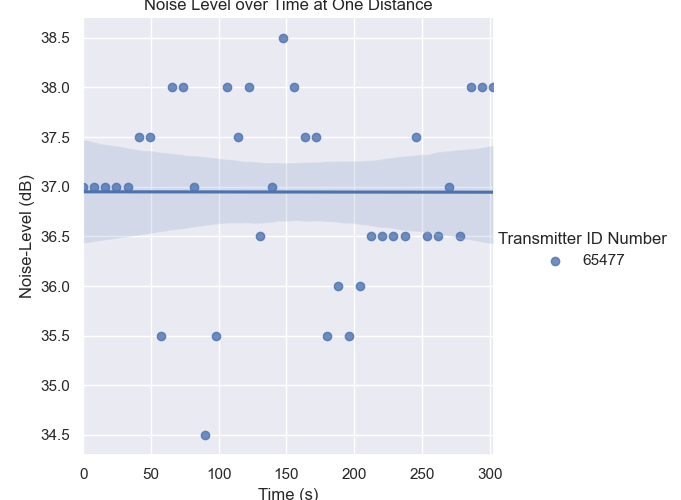 Noise Level over Time at One Distance
38.5
38.0
37.5
37.0
36.5
36.0
35.5
35.0
34.5
Noise-Level (dB)
0 50 100 150 200 250 300
Time (s)
Transmitter ID Number
65477